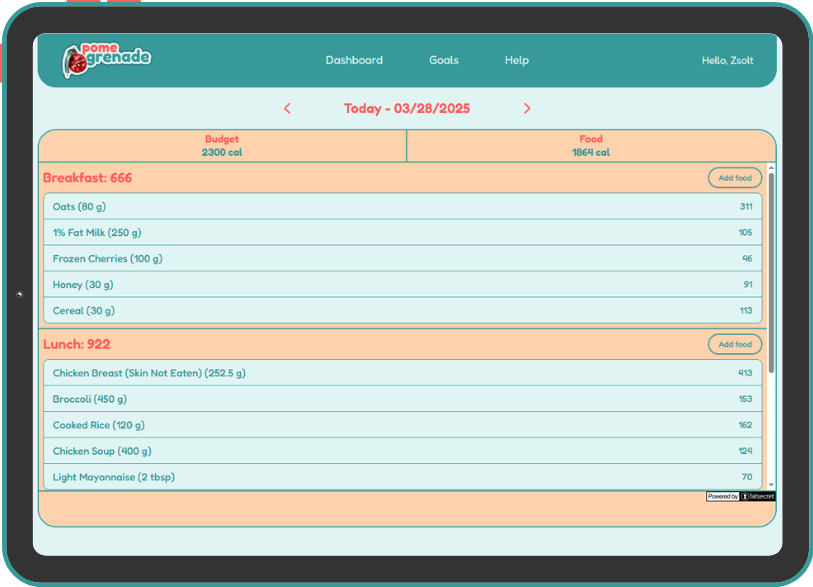 pome
grenade
Dashboard Goals Help Hello, Zsolt
< Today - 03/28/2025 >
Budget Food
2300 cal 1864 cal
Breakfast: 666 Add food
Oats (80 g) 311
1% Fat Milk (250 g) 105
Frozen Cherries (100 g) 46
Honey (30 g) 91
Cereal (30 g) 113
Lunch: 922 Add food
Chicken Breast (Skin Not Eaten) (252.5 g) 413
Broccoli (450 g) 153
Cooked Rice (120 g) 162
Chicken Soup (400 g) 124
Light Mayonnaise (2 tbsp) 70
Powered by fatsecret